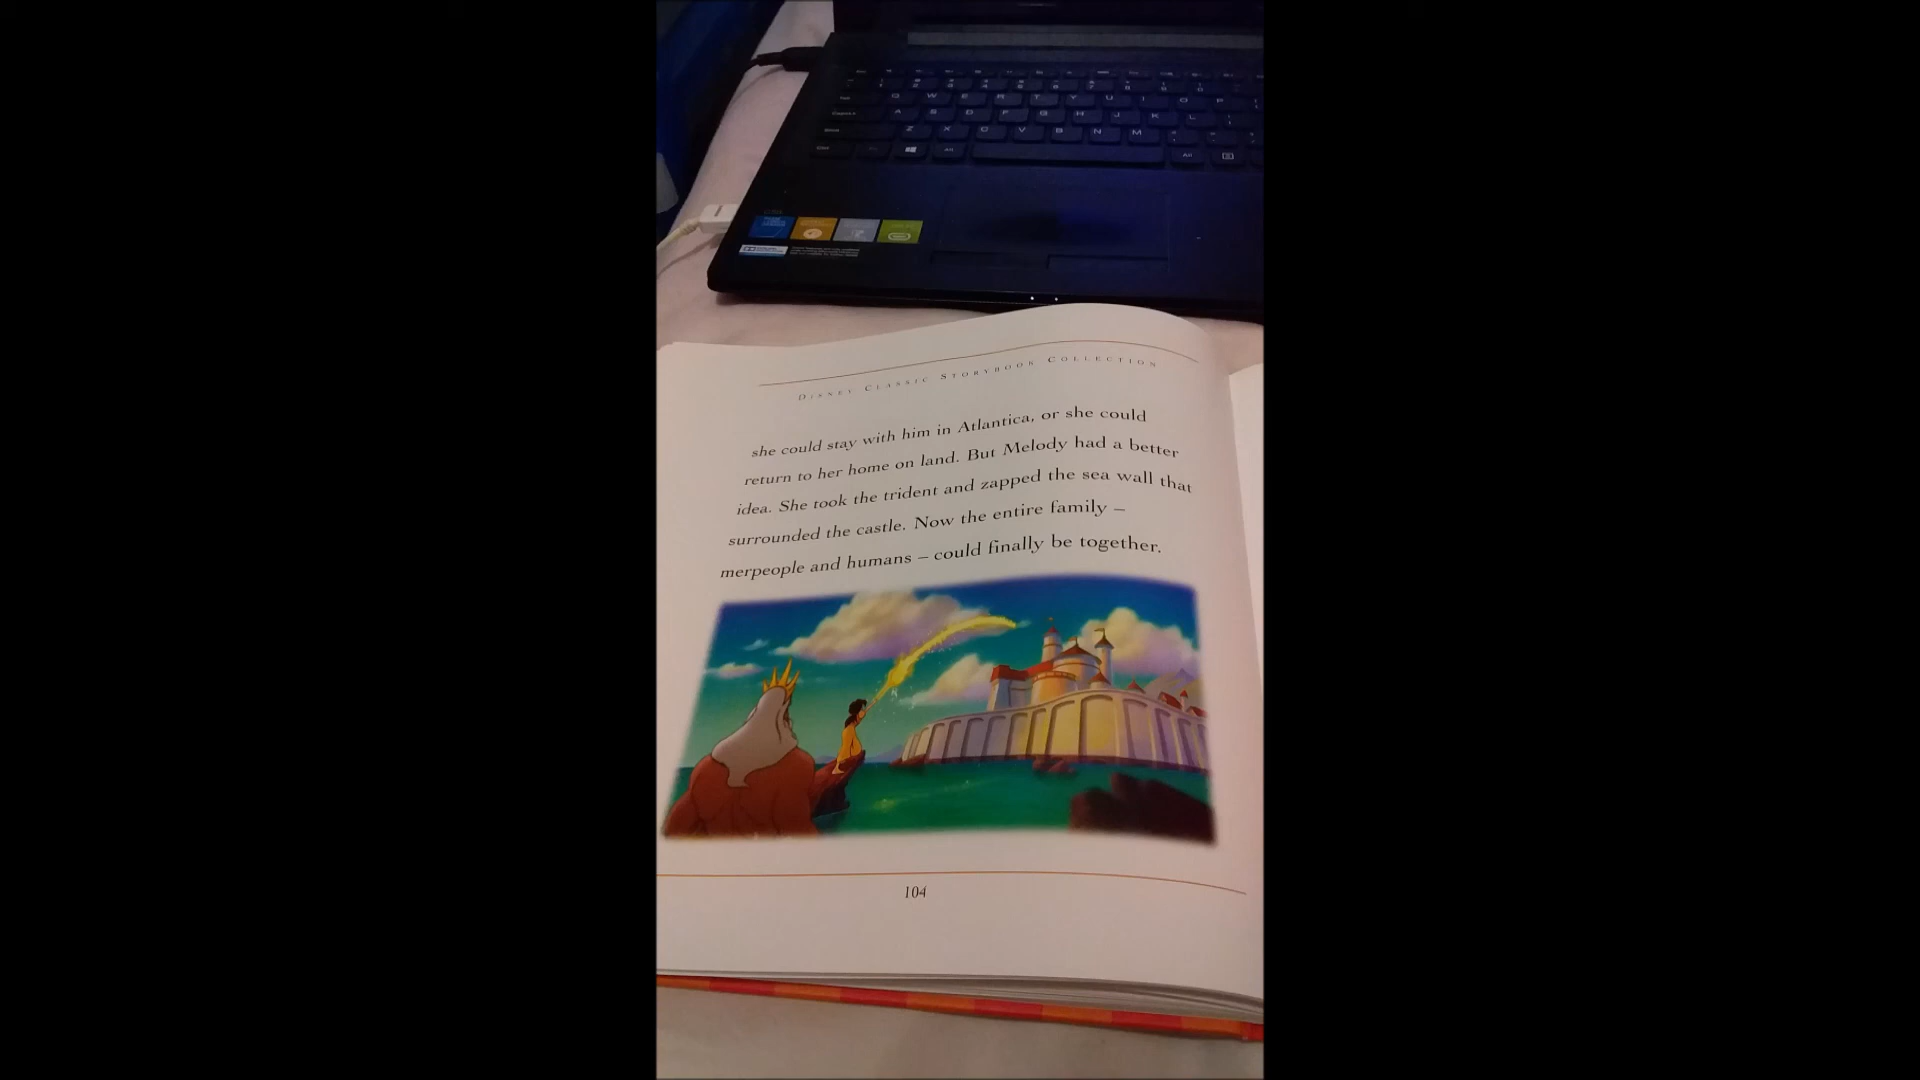 Q W E R T Y U I O P
A S D F G H J K L
Z X C V B N M
Alt Alt
DISNEY CLASSIC STORYBOOK COLLECTION
she could stay with him in Atlantica, or she could
return to her home on land. But Melody had a better
idea. She took the trident and zapped the sea wall that
surrounded the castle. Now the entire family –
merpeople and humans – could finally be together.
104